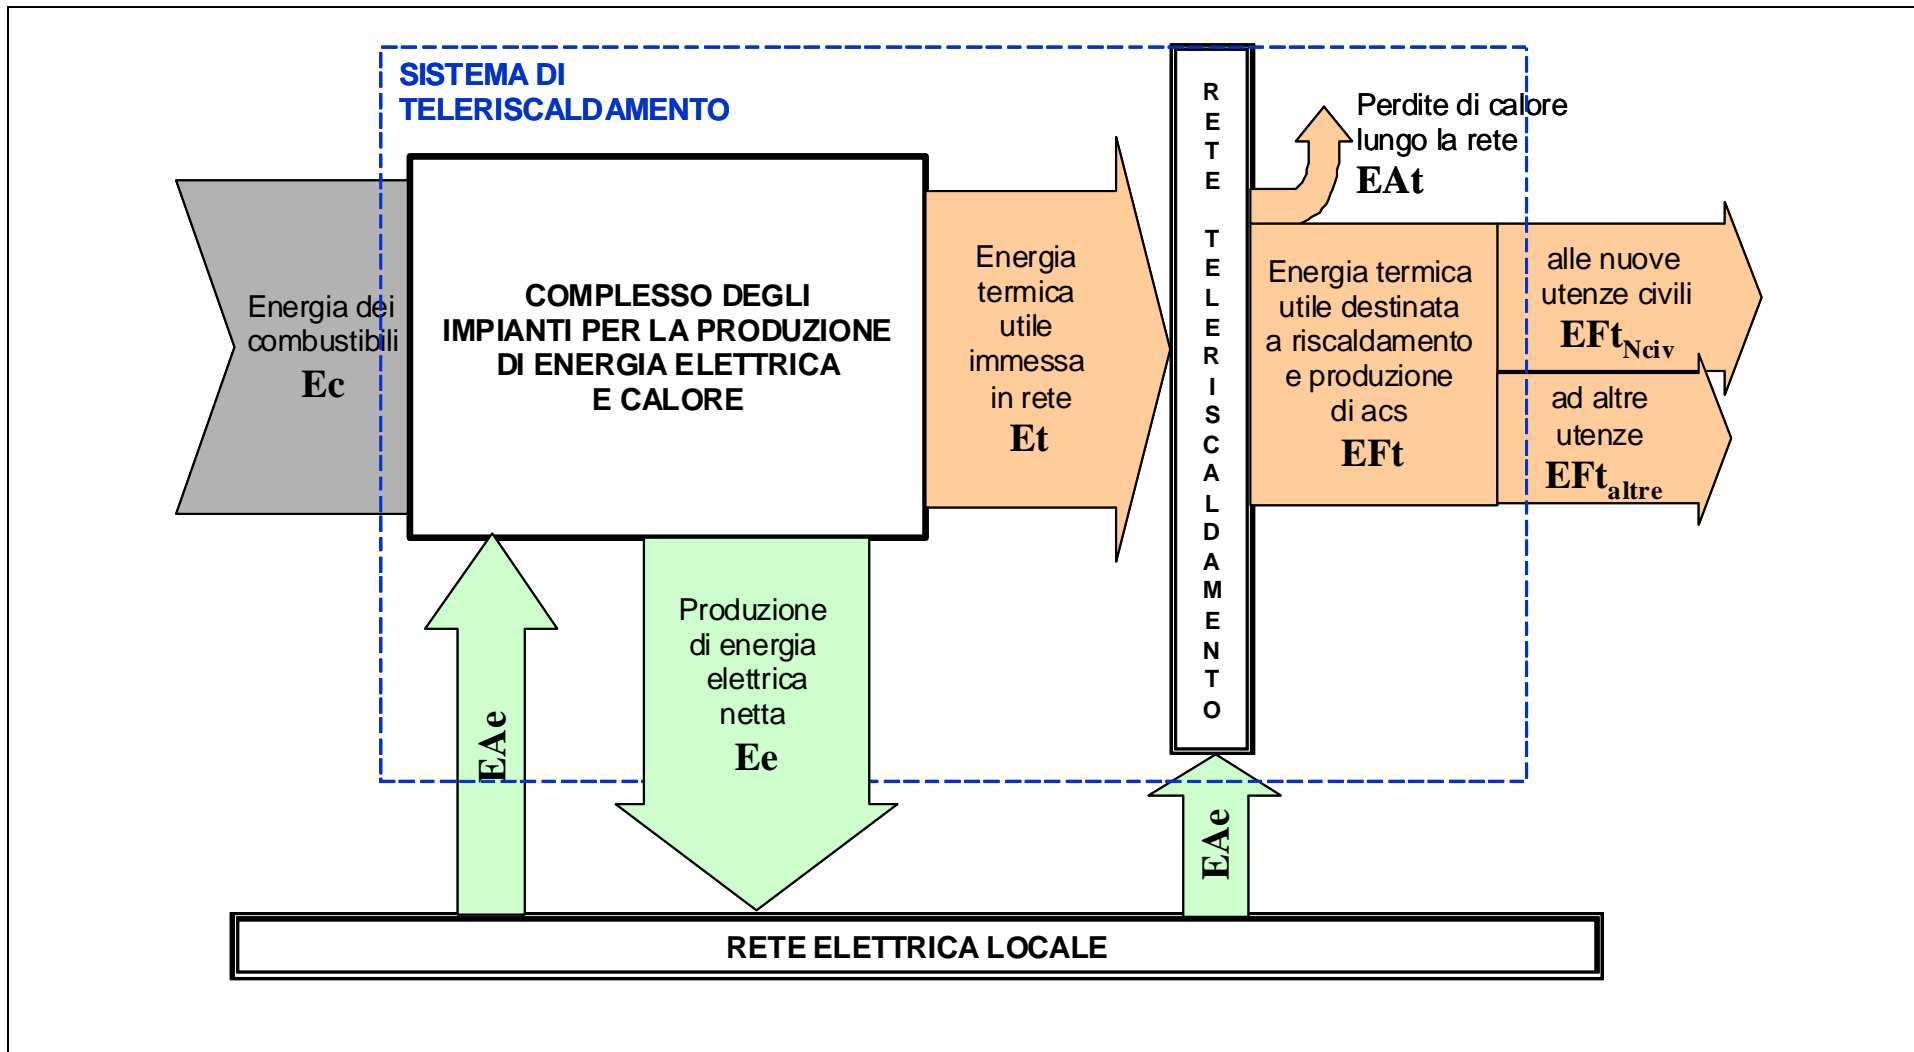 SISTEMA DI
TELERISCALDAMENTO
Energia dei
combustibili
Ec
COMPLESSO DEGLI
IMPIANTI PER LA PRODUZIONE
DI ENERGIA ELETTRICA
E CALORE
Energia
termica
utile
immessa
in rete
Et
RETE TELERISCALDAMENTO
Perdite di calore
lungo la rete
EAt
Energia termica
utile destinata
a riscaldamento
e produzione
di acs
EFt
alle nuove
utenze civili
EFtNciv
ad altre
utenze
EFtaltre
EAe
Produzione
di energia
elettrica
netta
Ee
EAe
RETE ELETTRICA LOCALE